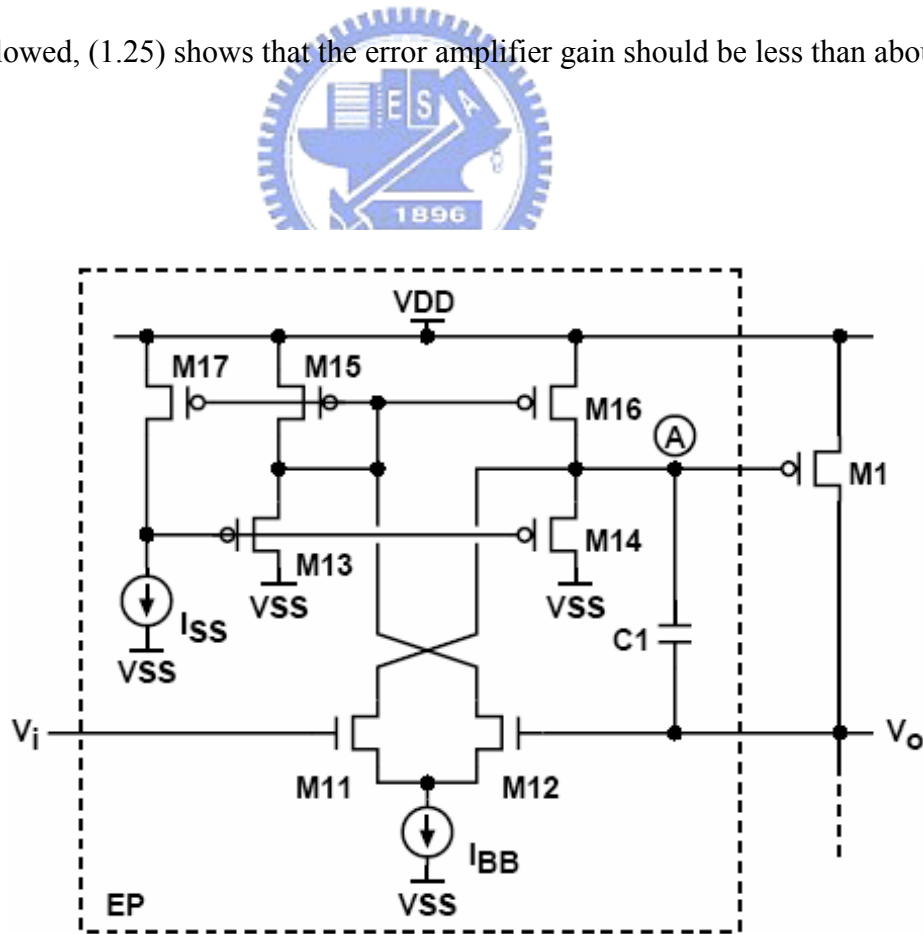 lowed, (1.25) shows that the error amplifier gain should be less than abou
E S A
1896
VDD
M17 M15
M16
A
M1
M13 M14
VSS VSS
ISS
C1
VSS
Vi Vo
M11 M12
IBB
EP VSS